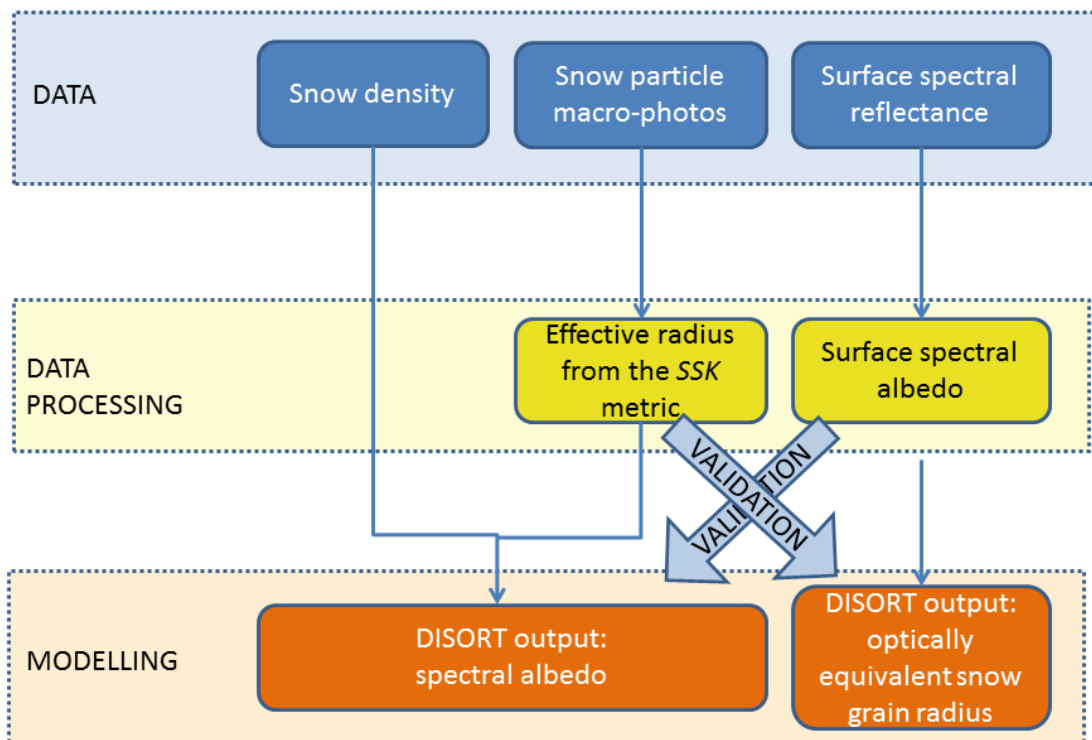 DATA
Snow density
Snow particle
macro-photos
Surface spectral
reflectance
DATA
PROCESSING
Effective radius
from the SSK
metric
Surface spectral
albedo
VALIDATION
VALIDATION
MODELLING
DISORT output:
spectral albedo
DISORT output:
optically
equivalent snow
grain radius